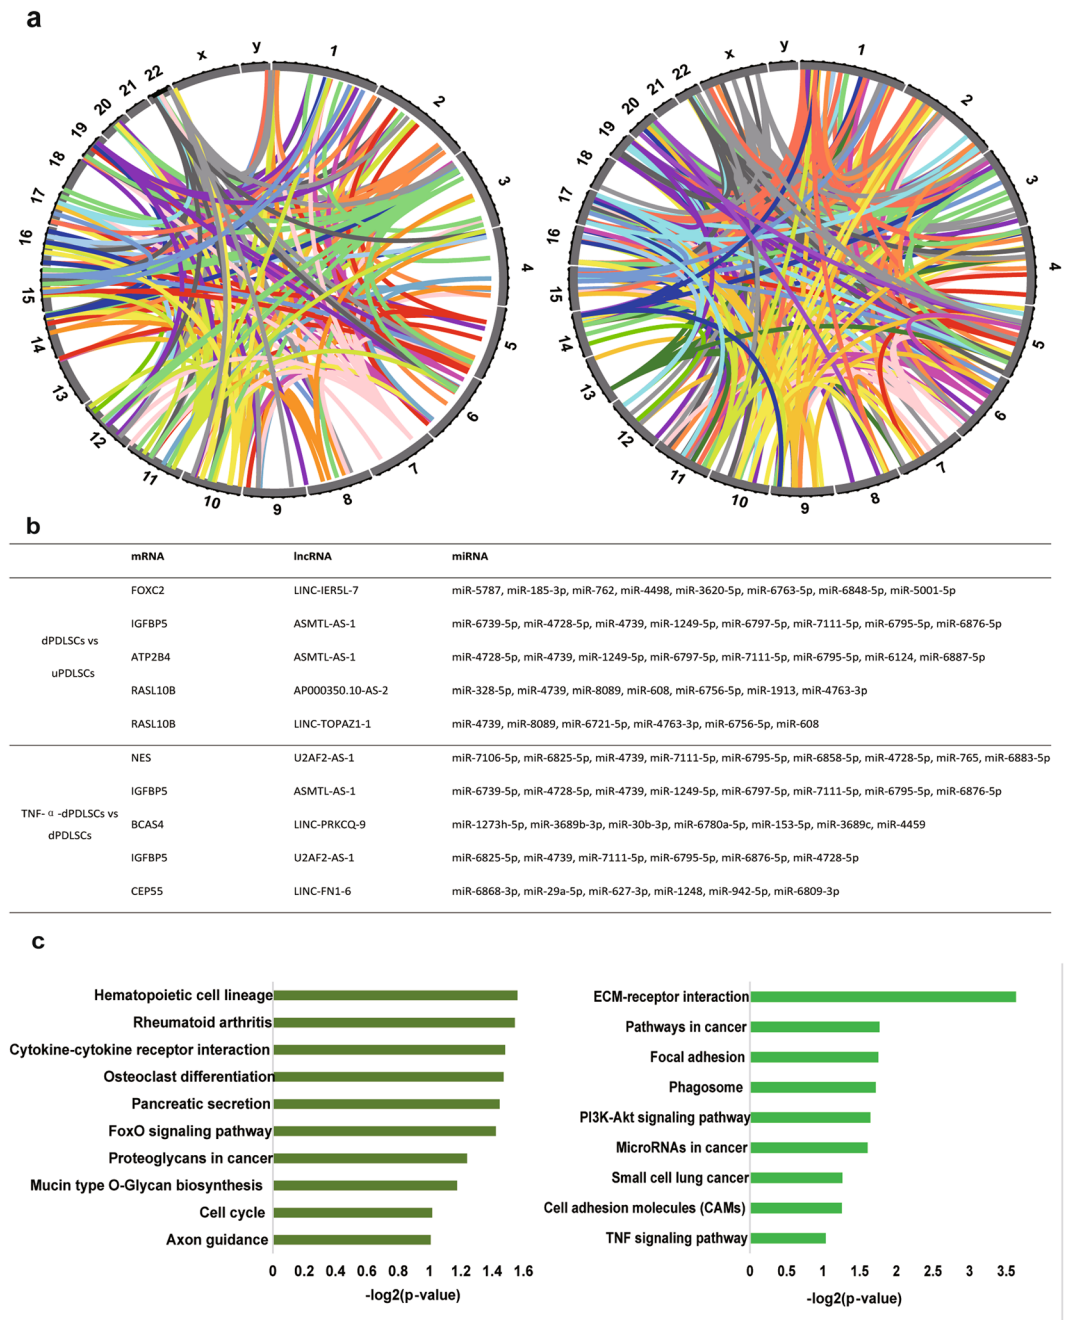 a
x
y
1
2
3
4
5
6
7
8
9
10
11
12
13
14
15
16
17
18
19
20
21
22
x
y
1
2
3
4
5
6
7
8
9
10
11
12
13
14
15
16
17
18
19
20
21
22
b
mRNA lncRNA miRNA
FOXC2 LINC-IER5L-7 miR-5787, miR-185-3p, miR-762, miR-4498, miR-3620-5p, miR-6763-5p, miR-6848-5p, miR-5001-5p
IGFBP5 ASMTL-AS-1 miR-6739-5p, miR-4728-5p, miR-4739, miR-1249-5p, miR-6797-5p, miR-7111-5p, miR-6795-5p, miR-6876-5p
dPDLSCs vs
uPDLSCs
ATP2B4 ASMTL-AS-1 miR-4728-5p, miR-4739, miR-1249-5p, miR-6797-5p, miR-7111-5p, miR-6795-5p, miR-6124, miR-6887-5p
RASL10B AP000350.10-AS-2 miR-328-5p, miR-4739, miR-8089, miR-608, miR-6756-5p, miR-1913, miR-4763-3p
RASL10B LINC-TOPAZ1-1 miR-4739, miR-8089, miR-6721-5p, miR-4763-3p, miR-6756-5p, miR-608
NES U2AF2-AS-1 miR-7106-5p, miR-6825-5p, miR-4739, miR-7111-5p, miR-6795-5p, miR-6858-5p, miR-4728-5p, miR-765, miR-6883-5p
IGFBP5 ASMTL-AS-1 miR-6739-5p, miR-4728-5p, miR-4739, miR-1249-5p, miR-6797-5p, miR-7111-5p, miR-6795-5p, miR-6876-5p
TNF-α-dPDLSCs vs
dPDLSCs
BCAS4 LINC-PRKCQ-9 miR-1273h-5p, miR-3689b-3p, miR-30b-3p, miR-6780a-5p, miR-153-5p, miR-3689c, miR-4459
IGFBP5 U2AF2-AS-1 miR-6825-5p, miR-4739, miR-7111-5p, miR-6795-5p, miR-6876-5p, miR-4728-5p
CEP55 LINC-FN1-6 miR-6868-3p, miR-29a-5p, miR-627-3p, miR-1248, miR-942-5p, miR-6809-3p
c
Hematopoietic cell lineage
Rheumatoid arthritis
Cytokine-cytokine receptor interaction
Osteoclast differentiation
Pancreatic secretion
FoxO signaling pathway
Proteoglycans in cancer
Mucin type O-Glycan biosynthesis
Cell cycle
Axon guidance
0 0.2 0.4 0.6 0.8 1 1.2 1.4 1.6
-log2(p-value)
ECM-receptor interaction
Pathways in cancer
Focal adhesion
Phagosome
PI3K-Akt signaling pathway
MicroRNAs in cancer
Small cell lung cancer
Cell adhesion molecules (CAMs)
TNF signaling pathway
0 0.5 1 1.5 2 2.5 3 3.5
-log2(p-value)